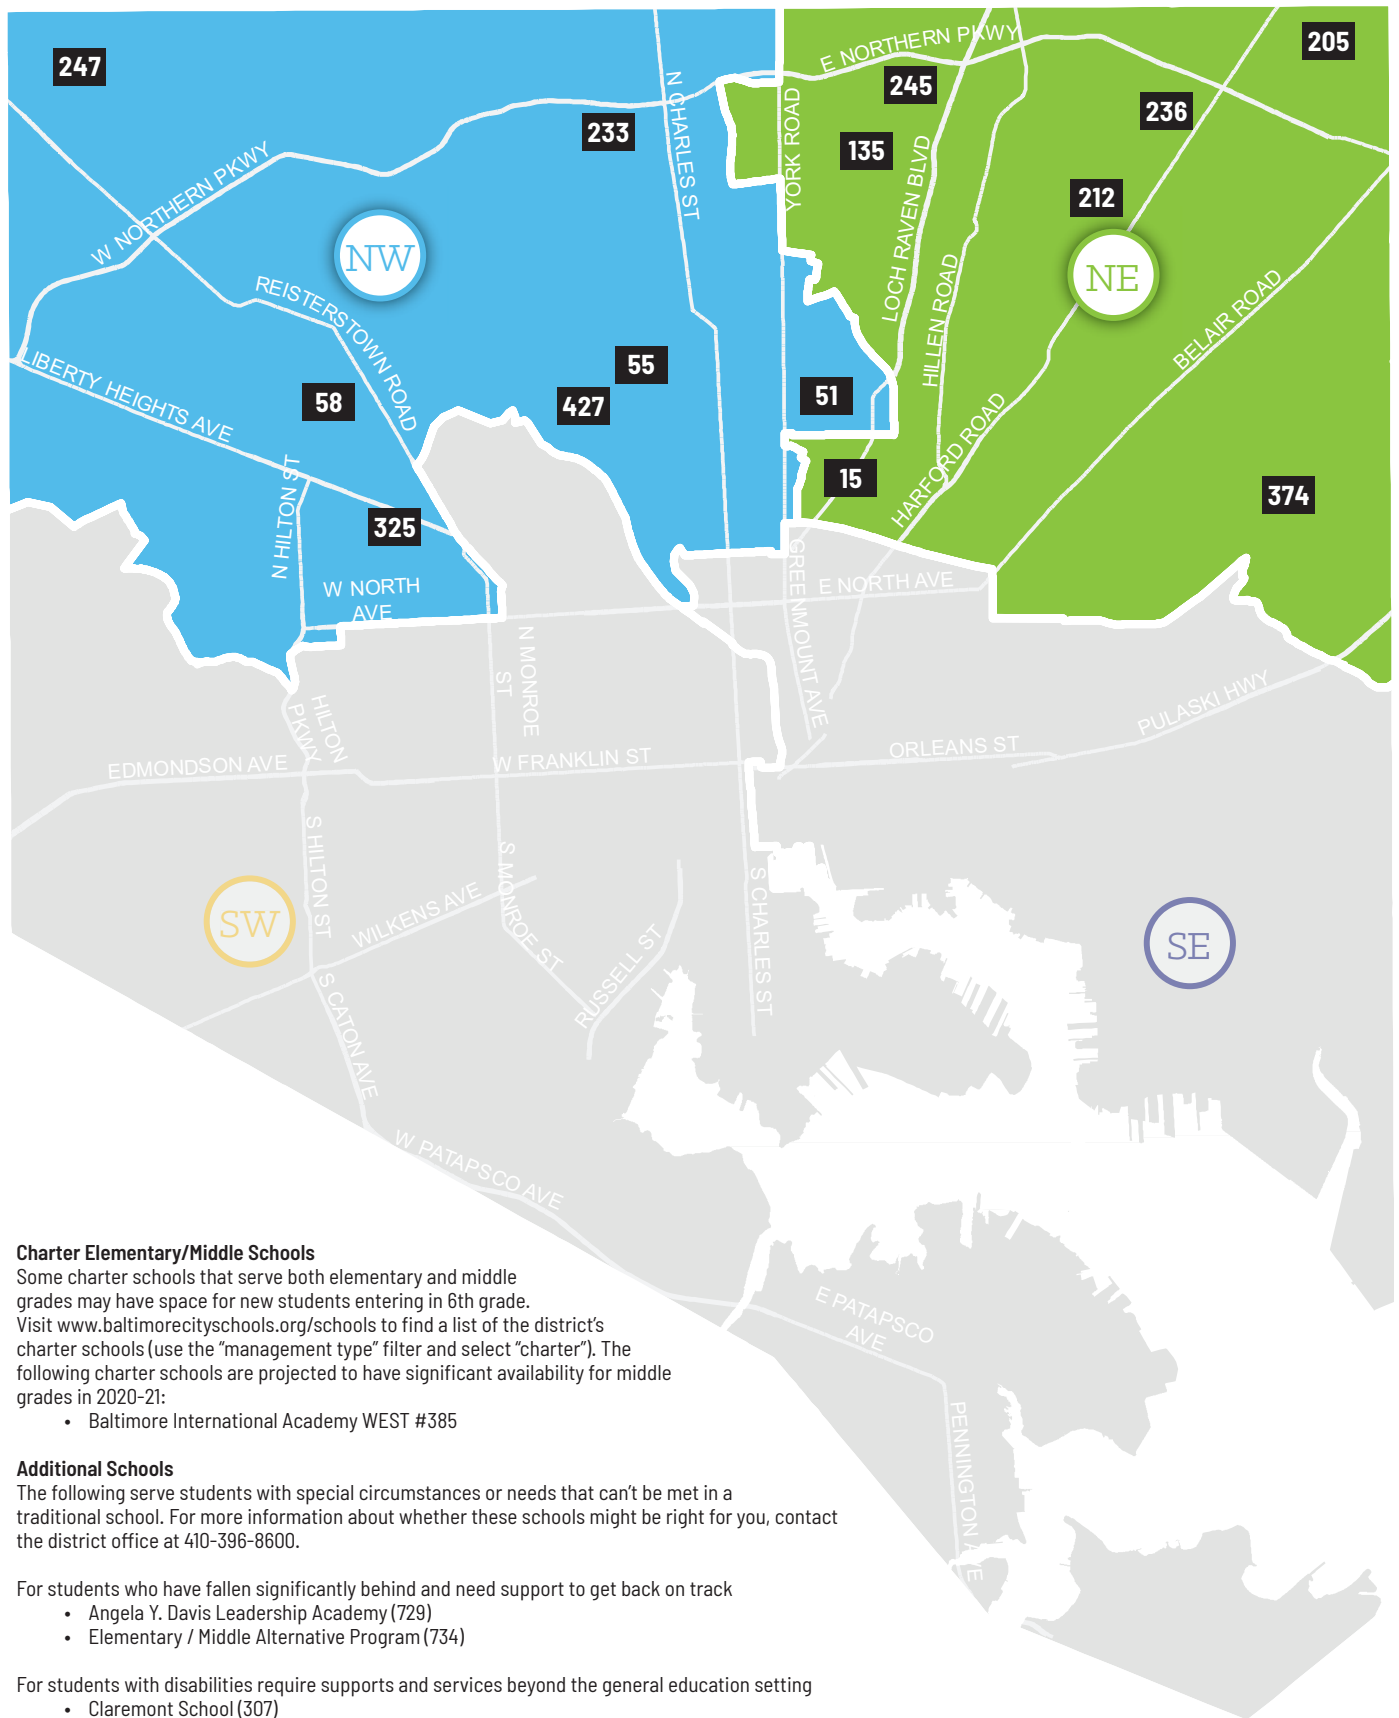 247
205
E NORTHERN PKWY
245
N CHARLES ST
236
233
YORK ROAD
135
LOCH RAVEN BLVD
W NORTHERN PKWY
212
NW
NE
HILLEN ROAD
REISTERSTOWN ROAD
BELAIR ROAD
LIBERTY HEIGHTS AVE
55
58
427
51
HARFORD ROAD
15
374
N HILTON ST
325
GREENMOUNT AVE
W NORTH
AVE
E NORTH AVE
N MONROE
ST
HILTON
PKWY
PULASKI HWY
EDMONDSON AVE
W FRANKLIN ST
ORLEANS ST
S HILTON ST
S MONROE ST
S CHARLES ST
SW
WILKENS AVE
RUSSELL ST
SE
S CATON AVE
W PATAPSCO AVE
Charter Elementary/Middle Schools
Some charter schools that serve both elementary and middle
grades may have space for new students entering in 6th grade.
Visit www.baltimorecityschools.org/schools to find a list of the district's
charter schools (use the "management type" filter and select "charter"). The
following charter schools are projected to have significant availability for middle
grades in 2020-21:
• Baltimore International Academy WEST #385
E PATAPSCO
AVE
PENNINGTON AVE
Additional Schools
The following serve students with special circumstances or needs that can't be met in a
traditional school. For more information about whether these schools might be right for you, contact
the district office at 410-396-8600.
For students who have fallen significantly behind and need support to get back on track
• Angela Y. Davis Leadership Academy (729)
• Elementary / Middle Alternative Program (734)
For students with disabilities require supports and services beyond the general education setting
• Claremont School (307)